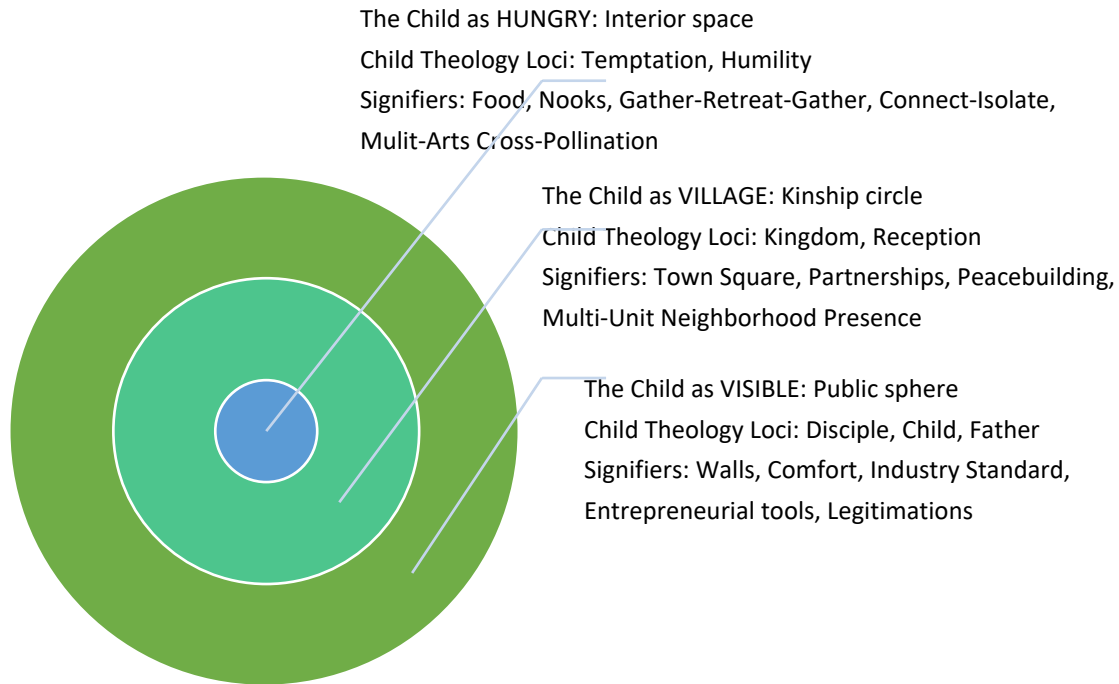 The Child as HUNGRY: Interior space
Child Theology Loci: Temptation, Humility
Signifiers: Food, Nooks, Gather-Retreat-Gather, Connect-Isolate,
Mulit-Arts Cross-Pollination
The Child as VILLAGE: Kinship circle
Child Theology Loci: Kingdom, Reception
Signifiers: Town Square, Partnerships, Peacebuilding,
Multi-Unit Neighborhood Presence
The Child as VISIBLE: Public sphere
Child Theology Loci: Disciple, Child, Father
Signifiers: Walls, Comfort, Industry Standard,
Entrepreneurial tools, Legitimations